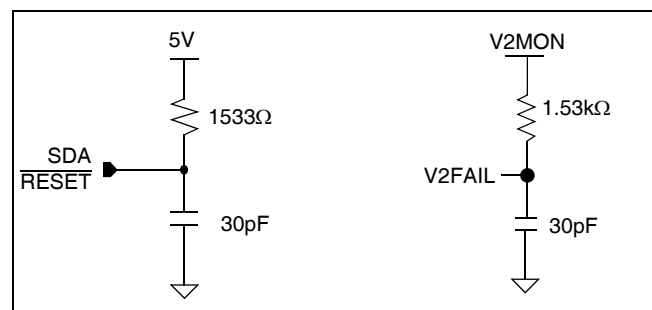 5V
1533Ω
SDA
RESET
30pF
V2MON
1.53kΩ
V2FAIL
30pF